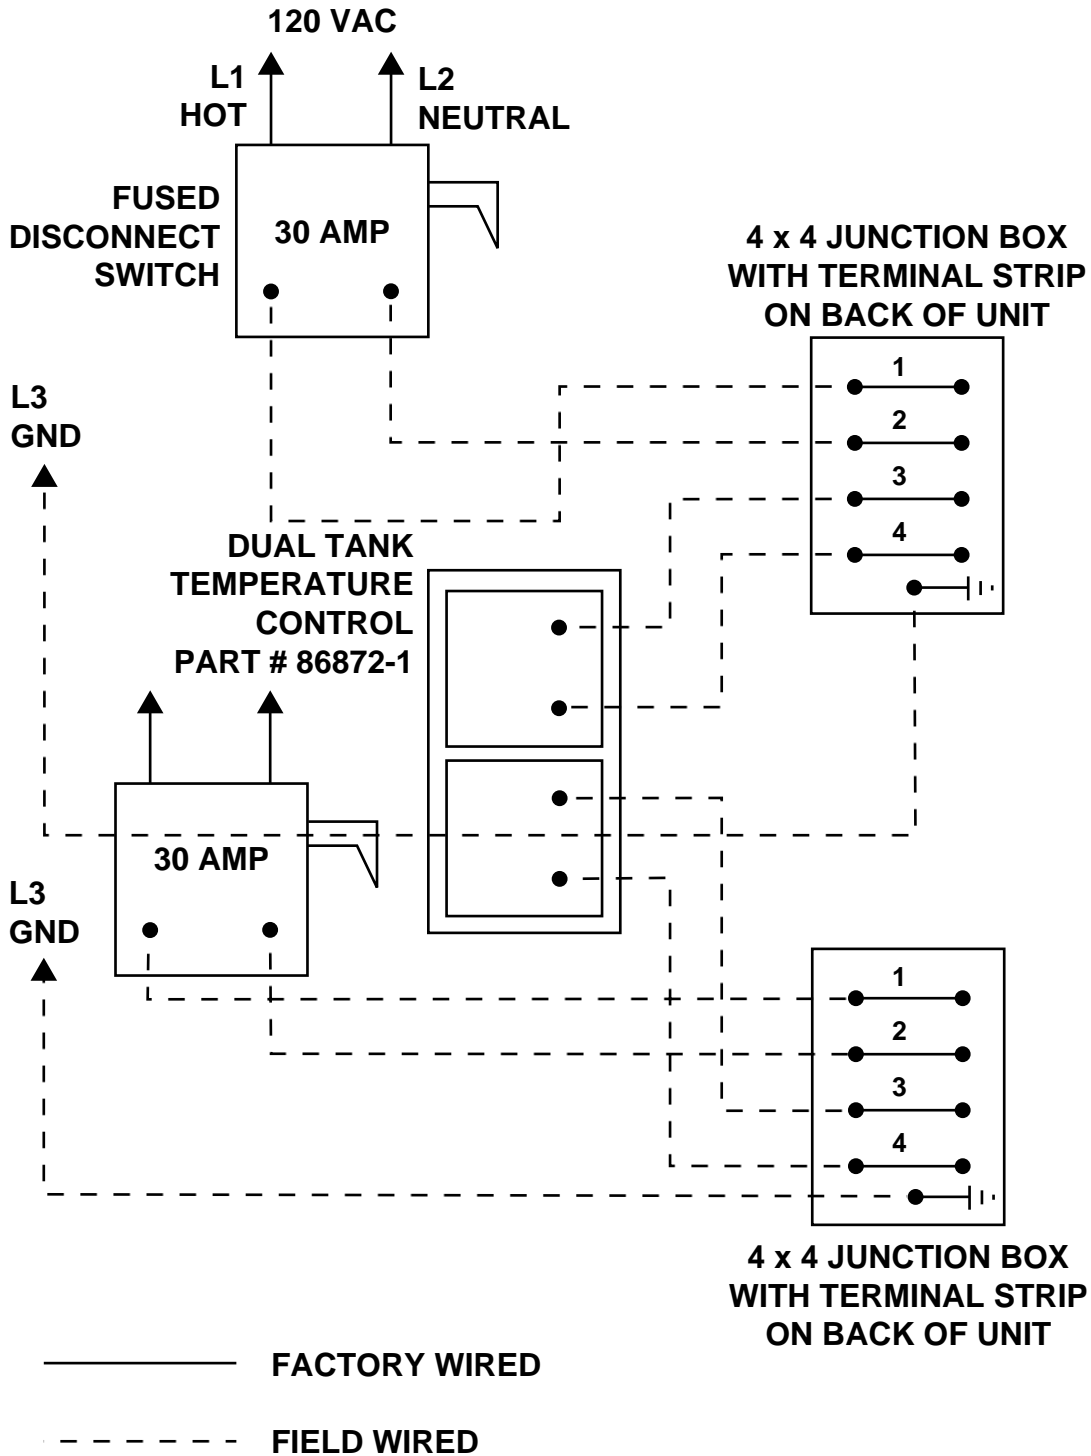 120 VAC
L1
HOT
L2
NEUTRAL
FUSED
DISCONNECT
SWITCH
30 AMP
4 x 4 JUNCTION BOX
WITH TERMINAL STRIP
ON BACK OF UNIT
1
2
3
4
L3
GND
DUAL TANK
TEMPERATURE
CONTROL
PART # 86872-1
30 AMP
L3
GND
1
2
3
4
4 x 4 JUNCTION BOX
WITH TERMINAL STRIP
ON BACK OF UNIT
FACTORY WIRED
FIELD WIRED